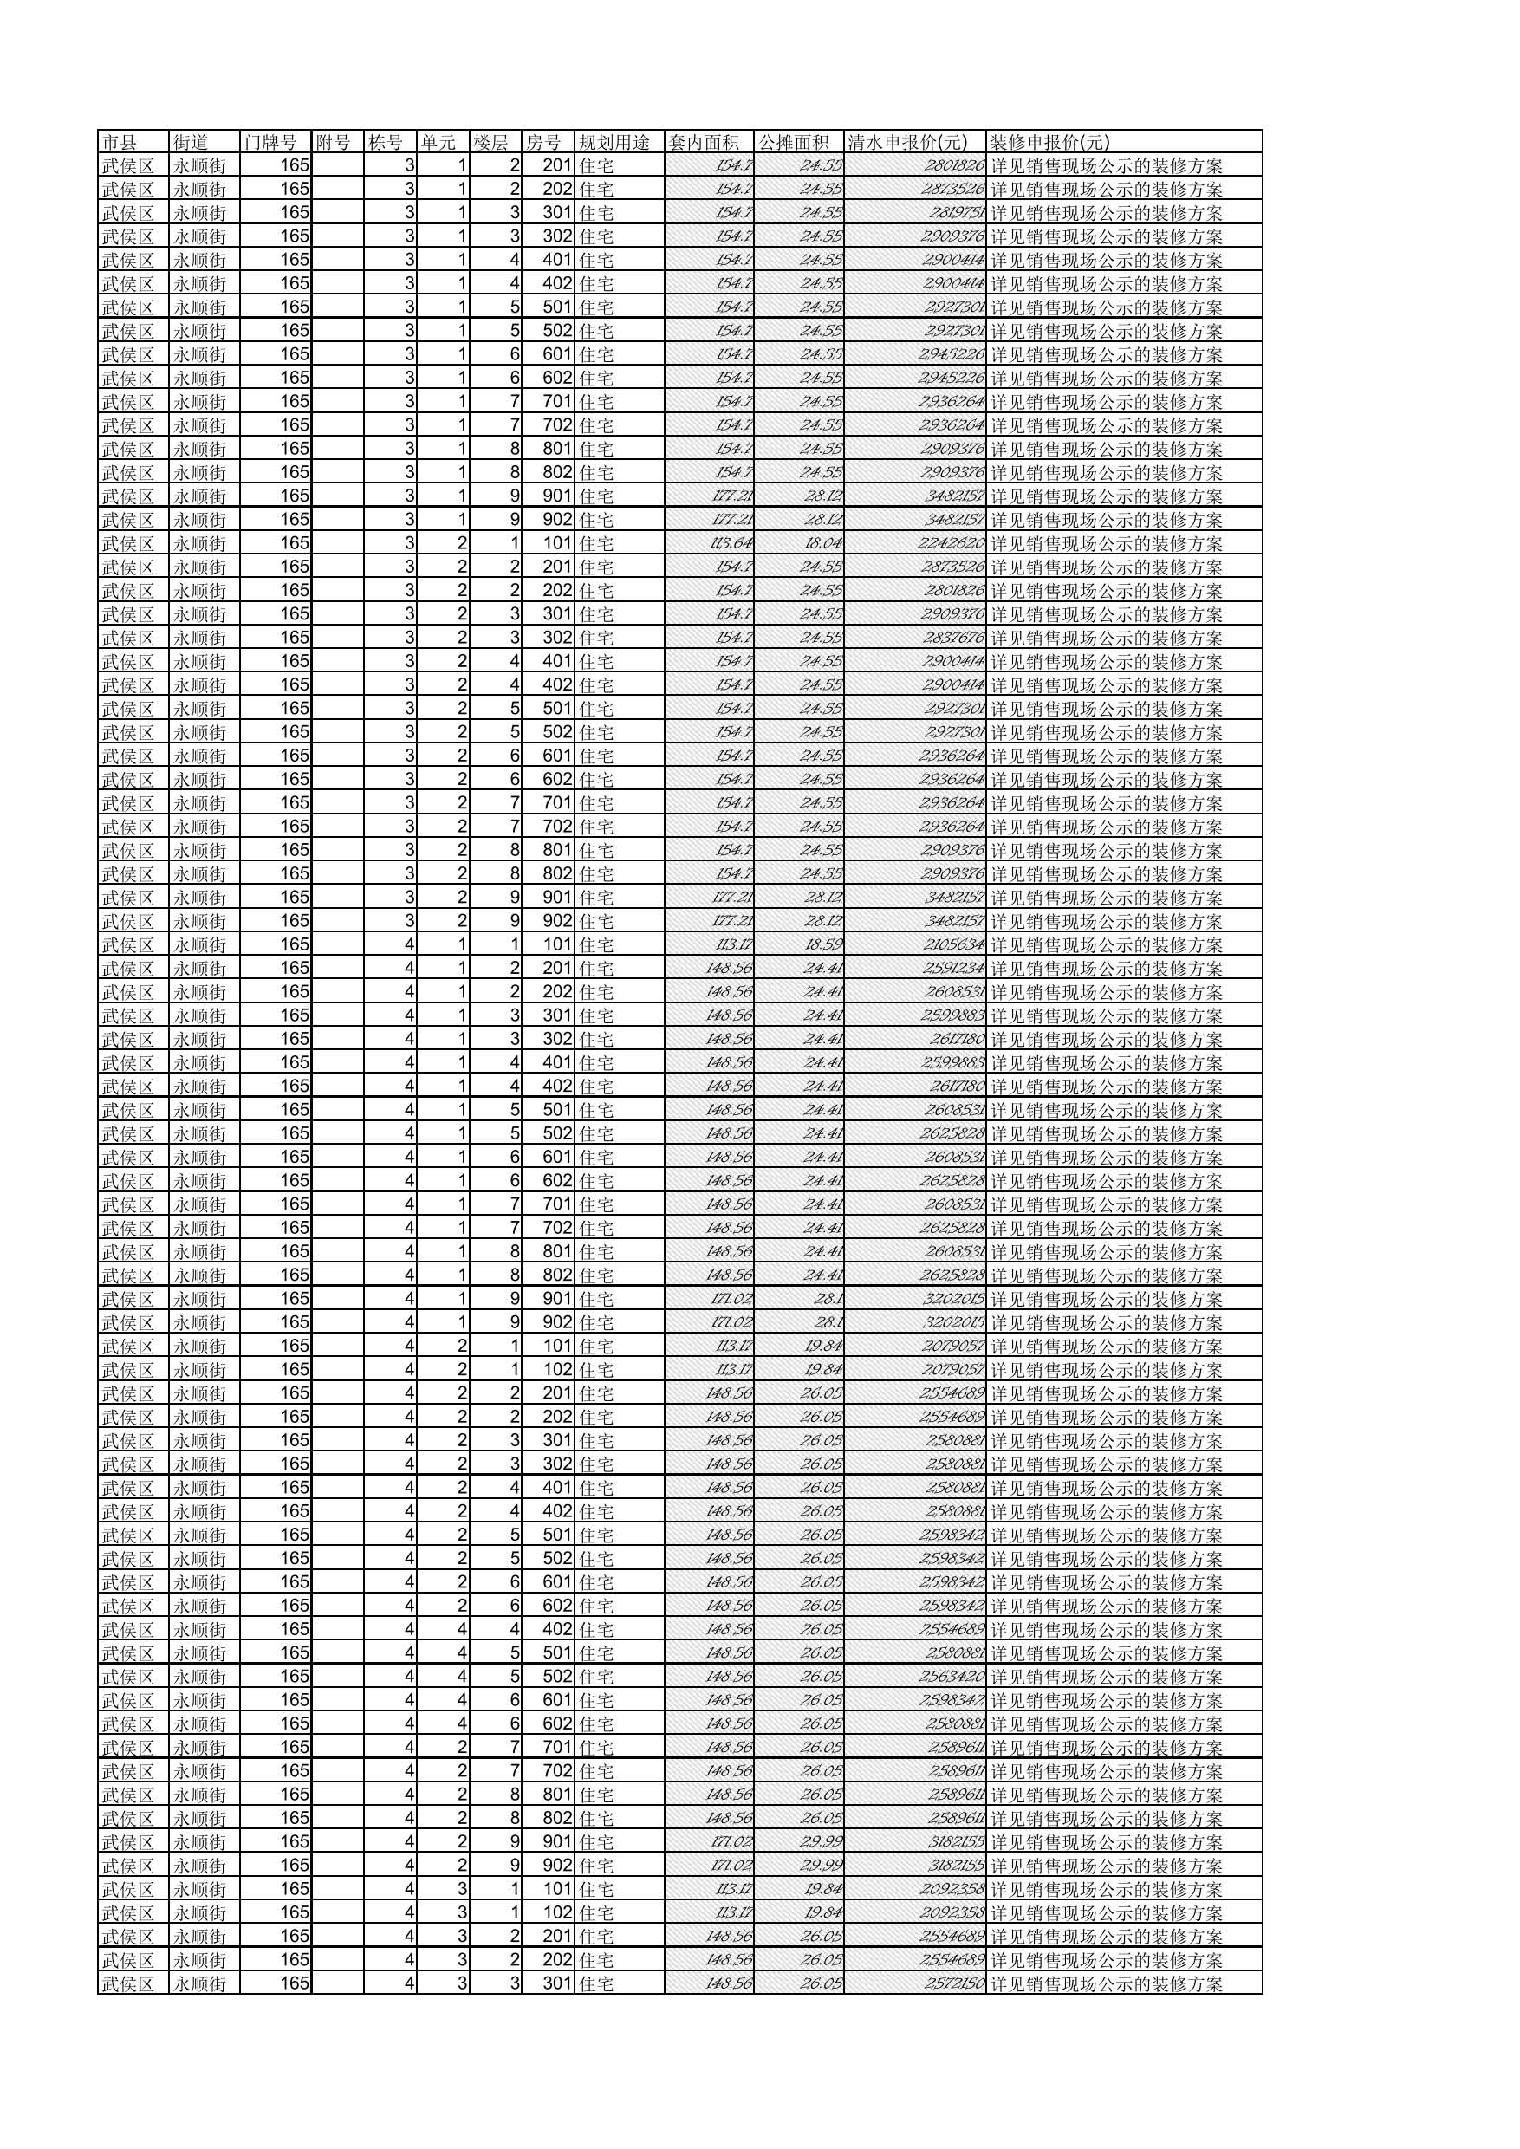 市县 街道 门牌号 附号 栋号 单元 楼层 房号 规划用途 套内面积 公摊面积 清水申报价(元) 装修申报价(元)
武侯区 永顺街 165 3 1 2 201 住宅 154.7 24.55 2801826 详见销售现场公示的装修方案
武侯区 永顺街 165 3 1 2 202 住宅 154.7 24.55 2873526 详见销售现场公示的装修方案
武侯区 永顺街 165 3 1 3 301 住宅 154.7 24.55 2819751 详见销售现场公示的装修方案
武侯区 永顺街 165 3 1 3 302 住宅 154.7 24.55 2909376 详见销售现场公示的装修方案
武侯区 永顺街 165 3 1 4 401 住宅 154.7 24.55 2900414 详见销售现场公示的装修方案
武侯区 永顺街 165 3 1 4 402 住宅 154.7 24.55 2900414 详见销售现场公示的装修方案
武侯区 永顺街 165 3 1 5 501 住宅 154.7 24.55 2927301 详见销售现场公示的装修方案
武侯区 永顺街 165 3 1 5 502 住宅 154.7 24.55 2927301 详见销售现场公示的装修方案
武侯区 永顺街 165 3 1 6 601 住宅 154.7 24.55 2945226 详见销售现场公示的装修方案
武侯区 永顺街 165 3 1 6 602 住宅 154.7 24.55 2945226 详见销售现场公示的装修方案
武侯区 永顺街 165 3 1 7 701 住宅 154.7 24.55 2936264 详见销售现场公示的装修方案
武侯区 永顺街 165 3 1 7 702 住宅 154.7 24.55 2936264 详见销售现场公示的装修方案
武侯区 永顺街 165 3 1 8 801 住宅 154.7 24.55 2909376 详见销售现场公示的装修方案
武侯区 永顺街 165 3 1 8 802 住宅 154.7 24.55 2909376 详见销售现场公示的装修方案
武侯区 永顺街 165 3 1 9 901 住宅 177.21 28.12 3482157 详见销售现场公示的装修方案
武侯区 永顺街 165 3 1 9 902 住宅 177.21 28.12 3482157 详见销售现场公示的装修方案
武侯区 永顺街 165 3 2 1 101 住宅 113.64 18.04 2242620 详见销售现场公示的装修方案
武侯区 永顺街 165 3 2 2 201 住宅 154.7 24.55 2873526 详见销售现场公示的装修方案
武侯区 永顺街 165 3 2 2 202 住宅 154.7 24.55 2801826 详见销售现场公示的装修方案
武侯区 永顺街 165 3 2 3 301 住宅 154.7 24.55 2909376 详见销售现场公示的装修方案
武侯区 永顺街 165 3 2 3 302 住宅 154.7 24.55 2837676 详见销售现场公示的装修方案
武侯区 永顺街 165 3 2 4 401 住宅 154.7 24.55 2900414 详见销售现场公示的装修方案
武侯区 永顺街 165 3 2 4 402 住宅 154.7 24.55 2900414 详见销售现场公示的装修方案
武侯区 永顺街 165 3 2 5 501 住宅 154.7 24.55 2927301 详见销售现场公示的装修方案
武侯区 永顺街 165 3 2 5 502 住宅 154.7 24.55 2927301 详见销售现场公示的装修方案
武侯区 永顺街 165 3 2 6 601 住宅 154.7 24.55 2936264 详见销售现场公示的装修方案
武侯区 永顺街 165 3 2 6 602 住宅 154.7 24.55 2936264 详见销售现场公示的装修方案
武侯区 永顺街 165 3 2 7 701 住宅 154.7 24.55 2936264 详见销售现场公示的装修方案
武侯区 永顺街 165 3 2 7 702 住宅 154.7 24.55 2936264 详见销售现场公示的装修方案
武侯区 永顺街 165 3 2 8 801 住宅 154.7 24.55 2909376 详见销售现场公示的装修方案
武侯区 永顺街 165 3 2 8 802 住宅 154.7 24.55 2909376 详见销售现场公示的装修方案
武侯区 永顺街 165 3 2 9 901 住宅 177.21 28.12 3482157 详见销售现场公示的装修方案
武侯区 永顺街 165 3 2 9 902 住宅 177.21 28.12 3482157 详见销售现场公示的装修方案
武侯区 永顺街 165 4 1 1 101 住宅 113.17 18.59 2105634 详见销售现场公示的装修方案
武侯区 永顺街 165 4 1 2 201 住宅 148.56 24.41 2591234 详见销售现场公示的装修方案
武侯区 永顺街 165 4 1 2 202 住宅 148.56 24.41 2608531 详见销售现场公示的装修方案
武侯区 永顺街 165 4 1 3 301 住宅 148.56 24.41 2599883 详见销售现场公示的装修方案
武侯区 永顺街 165 4 1 3 302 住宅 148.56 24.41 2617180 详见销售现场公示的装修方案
武侯区 永顺街 165 4 1 4 401 住宅 148.56 24.41 2599883 详见销售现场公示的装修方案
武侯区 永顺街 165 4 1 4 402 住宅 148.56 24.41 2617180 详见销售现场公示的装修方案
武侯区 永顺街 165 4 1 5 501 住宅 148.56 24.41 2608531 详见销售现场公示的装修方案
武侯区 永顺街 165 4 1 5 502 住宅 148.56 24.41 2625828 详见销售现场公示的装修方案
武侯区 永顺街 165 4 1 6 601 住宅 148.56 24.41 2608531 详见销售现场公示的装修方案
武侯区 永顺街 165 4 1 6 602 住宅 148.56 24.41 2625828 详见销售现场公示的装修方案
武侯区 永顺街 165 4 1 7 701 住宅 148.56 24.41 2608531 详见销售现场公示的装修方案
武侯区 永顺街 165 4 1 7 702 住宅 148.56 24.41 2625828 详见销售现场公示的装修方案
武侯区 永顺街 165 4 1 8 801 住宅 148.56 24.41 2608531 详见销售现场公示的装修方案
武侯区 永顺街 165 4 1 8 802 住宅 148.56 24.41 2625828 详见销售现场公示的装修方案
武侯区 永顺街 165 4 1 9 901 住宅 171.02 28.1 3202015 详见销售现场公示的装修方案
武侯区 永顺街 165 4 1 9 902 住宅 171.02 28.1 3202015 详见销售现场公示的装修方案
武侯区 永顺街 165 4 2 1 101 住宅 113.17 19.84 2079057 详见销售现场公示的装修方案
武侯区 永顺街 165 4 2 1 102 住宅 113.17 19.84 2079057 详见销售现场公示的装修方案
武侯区 永顺街 165 4 2 2 201 住宅 148.56 26.05 2554689 详见销售现场公示的装修方案
武侯区 永顺街 165 4 2 2 202 住宅 148.56 26.05 2554689 详见销售现场公示的装修方案
武侯区 永顺街 165 4 2 3 301 住宅 148.56 26.05 2580881 详见销售现场公示的装修方案
武侯区 永顺街 165 4 2 3 302 住宅 148.56 26.05 2580881 详见销售现场公示的装修方案
武侯区 永顺街 165 4 2 4 401 住宅 148.56 26.05 2580881 详见销售现场公示的装修方案
武侯区 永顺街 165 4 2 4 402 住宅 148.56 26.05 2580881 详见销售现场公示的装修方案
武侯区 永顺街 165 4 2 5 501 住宅 148.56 26.05 2598342 详见销售现场公示的装修方案
武侯区 永顺街 165 4 2 5 502 住宅 148.56 26.05 2598342 详见销售现场公示的装修方案
武侯区 永顺街 165 4 2 6 601 住宅 148.56 26.05 2598342 详见销售现场公示的装修方案
武侯区 永顺街 165 4 2 6 602 住宅 148.56 26.05 2598342 详见销售现场公示的装修方案
武侯区 永顺街 165 4 4 4 402 住宅 148.56 26.05 2554689 详见销售现场公示的装修方案
武侯区 永顺街 165 4 4 5 501 住宅 148.56 26.05 2580881 详见销售现场公示的装修方案
武侯区 永顺街 165 4 4 5 502 住宅 148.56 26.05 2563420 详见销售现场公示的装修方案
武侯区 永顺街 165 4 4 6 601 住宅 148.56 26.05 2598342 详见销售现场公示的装修方案
武侯区 永顺街 165 4 4 6 602 住宅 148.56 26.05 2580881 详见销售现场公示的装修方案
武侯区 永顺街 165 4 2 7 701 住宅 148.56 26.05 2589611 详见销售现场公示的装修方案
武侯区 永顺街 165 4 2 7 702 住宅 148.56 26.05 2589611 详见销售现场公示的装修方案
武侯区 永顺街 165 4 2 8 801 住宅 148.56 26.05 2589611 详见销售现场公示的装修方案
武侯区 永顺街 165 4 2 8 802 住宅 148.56 26.05 2589611 详见销售现场公示的装修方案
武侯区 永顺街 165 4 2 9 901 住宅 171.02 29.99 3182155 详见销售现场公示的装修方案
武侯区 永顺街 165 4 2 9 902 住宅 171.02 29.99 3182155 详见销售现场公示的装修方案
武侯区 永顺街 165 4 3 1 101 住宅 113.17 19.84 2092358 详见销售现场公示的装修方案
武侯区 永顺街 165 4 3 1 102 住宅 113.17 19.84 2092358 详见销售现场公示的装修方案
武侯区 永顺街 165 4 3 2 201 住宅 148.56 26.05 2554689 详见销售现场公示的装修方案
武侯区 永顺街 165 4 3 2 202 住宅 148.56 26.05 2554689 详见销售现场公示的装修方案
武侯区 永顺街 165 4 3 3 301 住宅 148.56 26.05 2572150 详见销售现场公示的装修方案